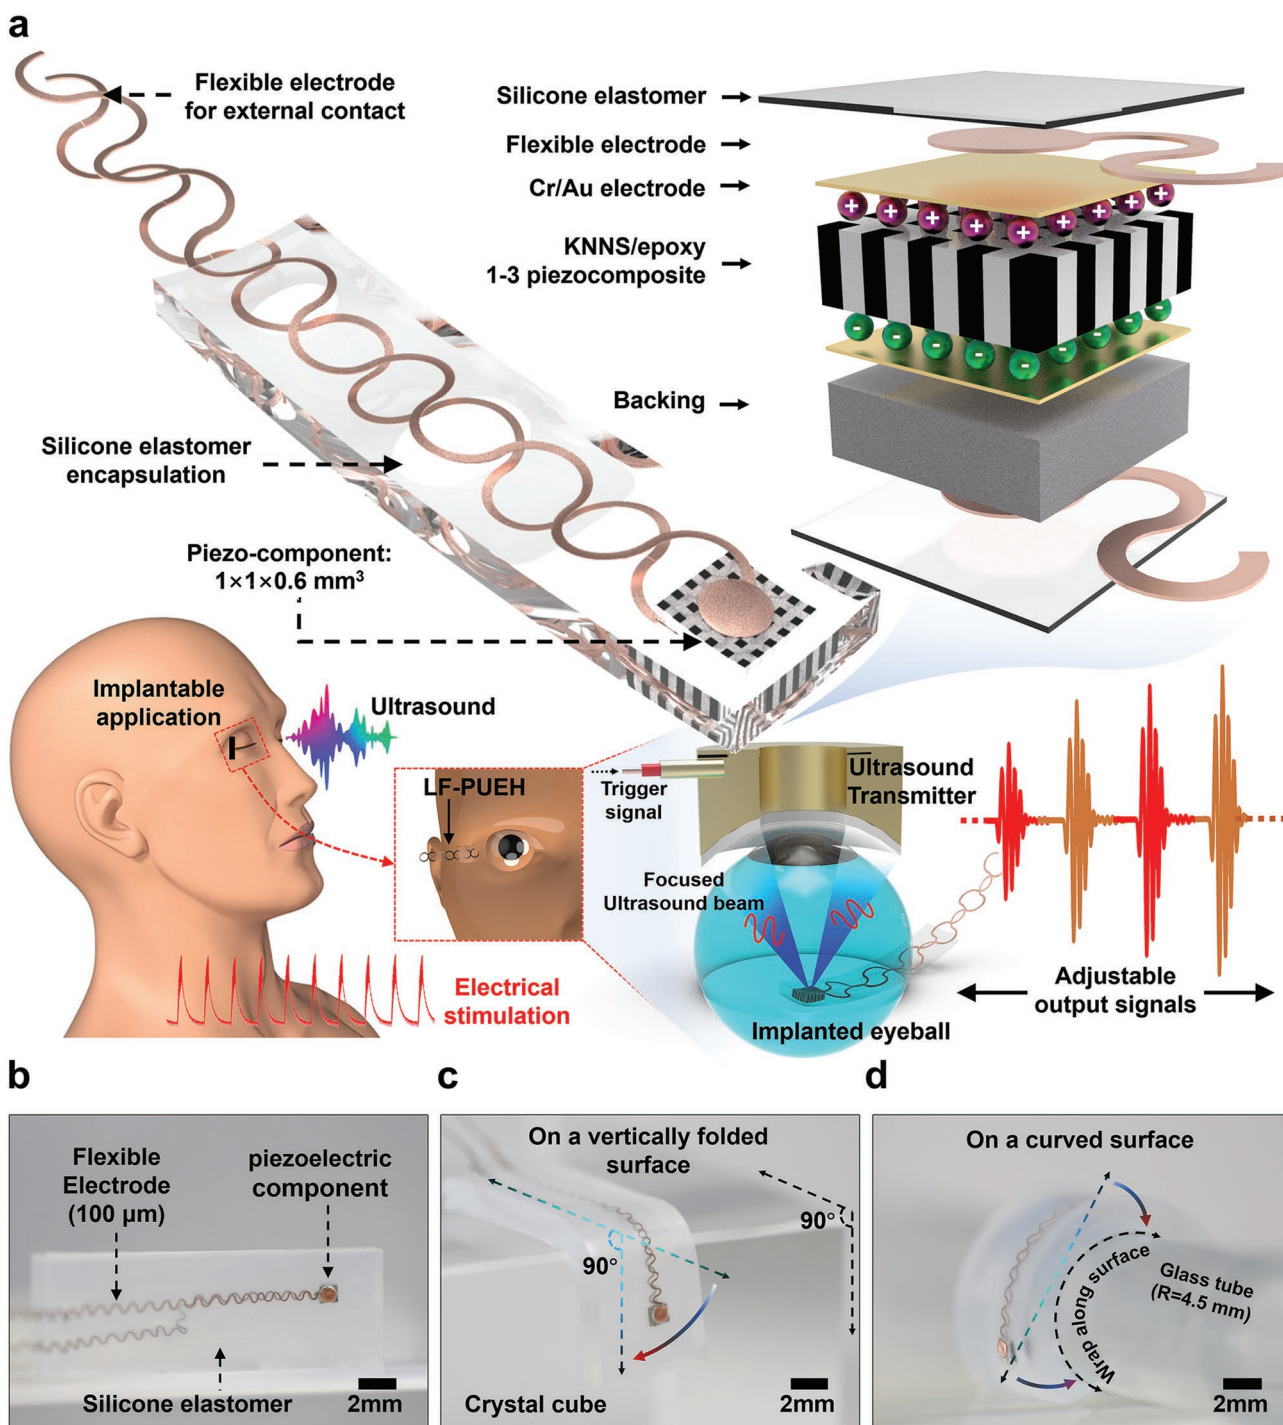 a
Flexible electrode
for external contact
Silicone elastomer
Flexible electrode
Cr/Au electrode
KNNS/epoxy
1-3 piezocomposite
Backing
Silicone elastomer
encapsulation
Piezo-component:
1×1×0.6 mm³
Implantable
application
Ultrasound
LF-PUEH
Trigger
signal
Ultrasound
Transmitter
Focused
Ultrasound beam
Implanted eyeball
Adjustable
output signals
Electrical
stimulation
b
Flexible
Electrode
(100 μm)
piezoelectric
component
Silicone elastomer
2mm
c
On a vertically folded
surface
90°
90°
Crystal cube
2mm
d
On a curved surface
Wrap along surface
Glass tube
(R=4.5 mm)
2mm